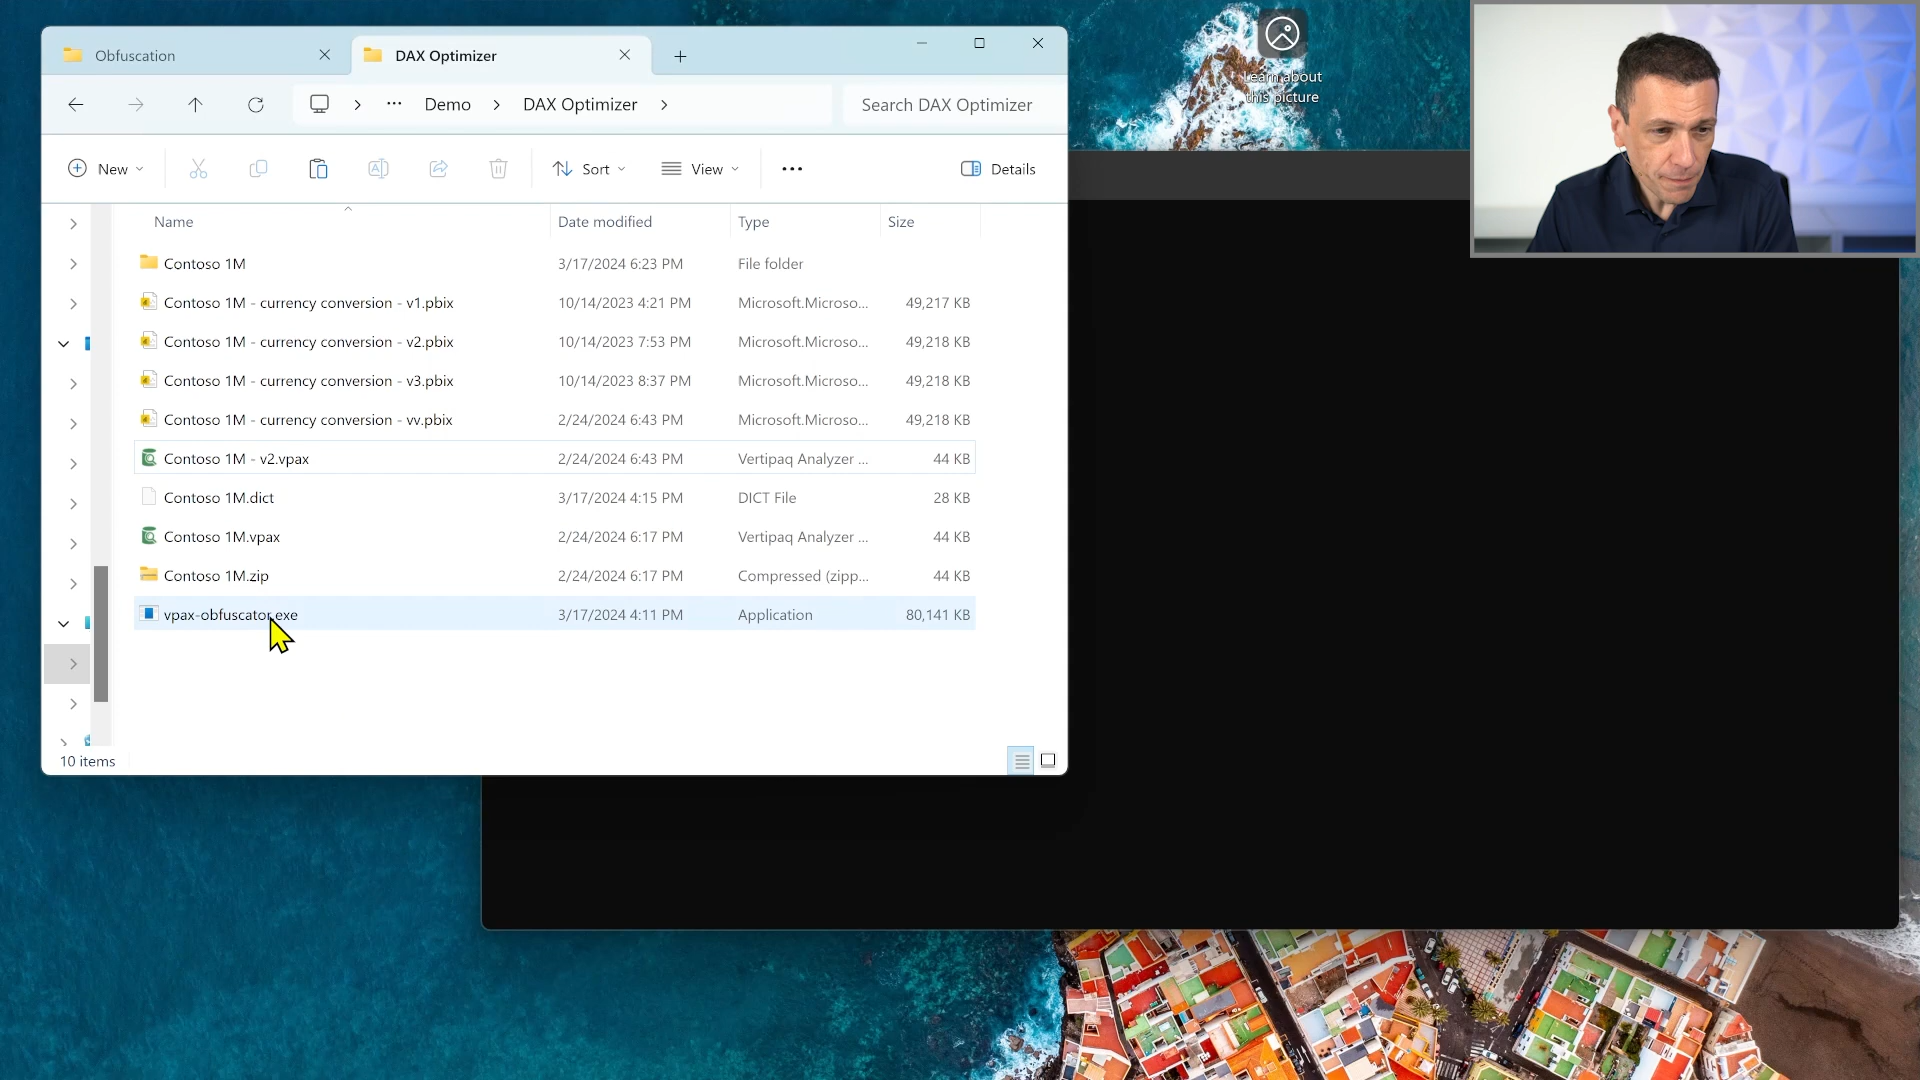 Obfuscation
DAX Optimizer
Demo
DAX Optimizer
Search DAX Optimizer
New
Sort
View
Details
Name Date modified Type Size
Contoso 1M 3/17/2024 6:23 PM File folder
Contoso 1M - currency conversion - v1.pbix 10/14/2023 4:21 PM Microsoft.Microso... 49,217 KB
Contoso 1M - currency conversion - v2.pbix 10/14/2023 7:53 PM Microsoft.Microso... 49,218 KB
Contoso 1M - currency conversion - v3.pbix 10/14/2023 8:37 PM Microsoft.Microso... 49,218 KB
Contoso 1M - currency conversion - vv.pbix 2/24/2024 6:43 PM Microsoft.Microso... 49,218 KB
Contoso 1M - v2.vpax 2/24/2024 6:43 PM Vertipaq Analyzer ... 44 KB
Contoso 1M.dict 3/17/2024 4:15 PM DICT File 28 KB
Contoso 1M.vpax 2/24/2024 6:17 PM Vertipaq Analyzer ... 44 KB
Contoso 1M.zip 2/24/2024 6:17 PM Compressed (zipp... 44 KB
vpax-obfuscator.exe 3/17/2024 4:11 PM Application 80,141 KB
10 items
Learn about
this picture